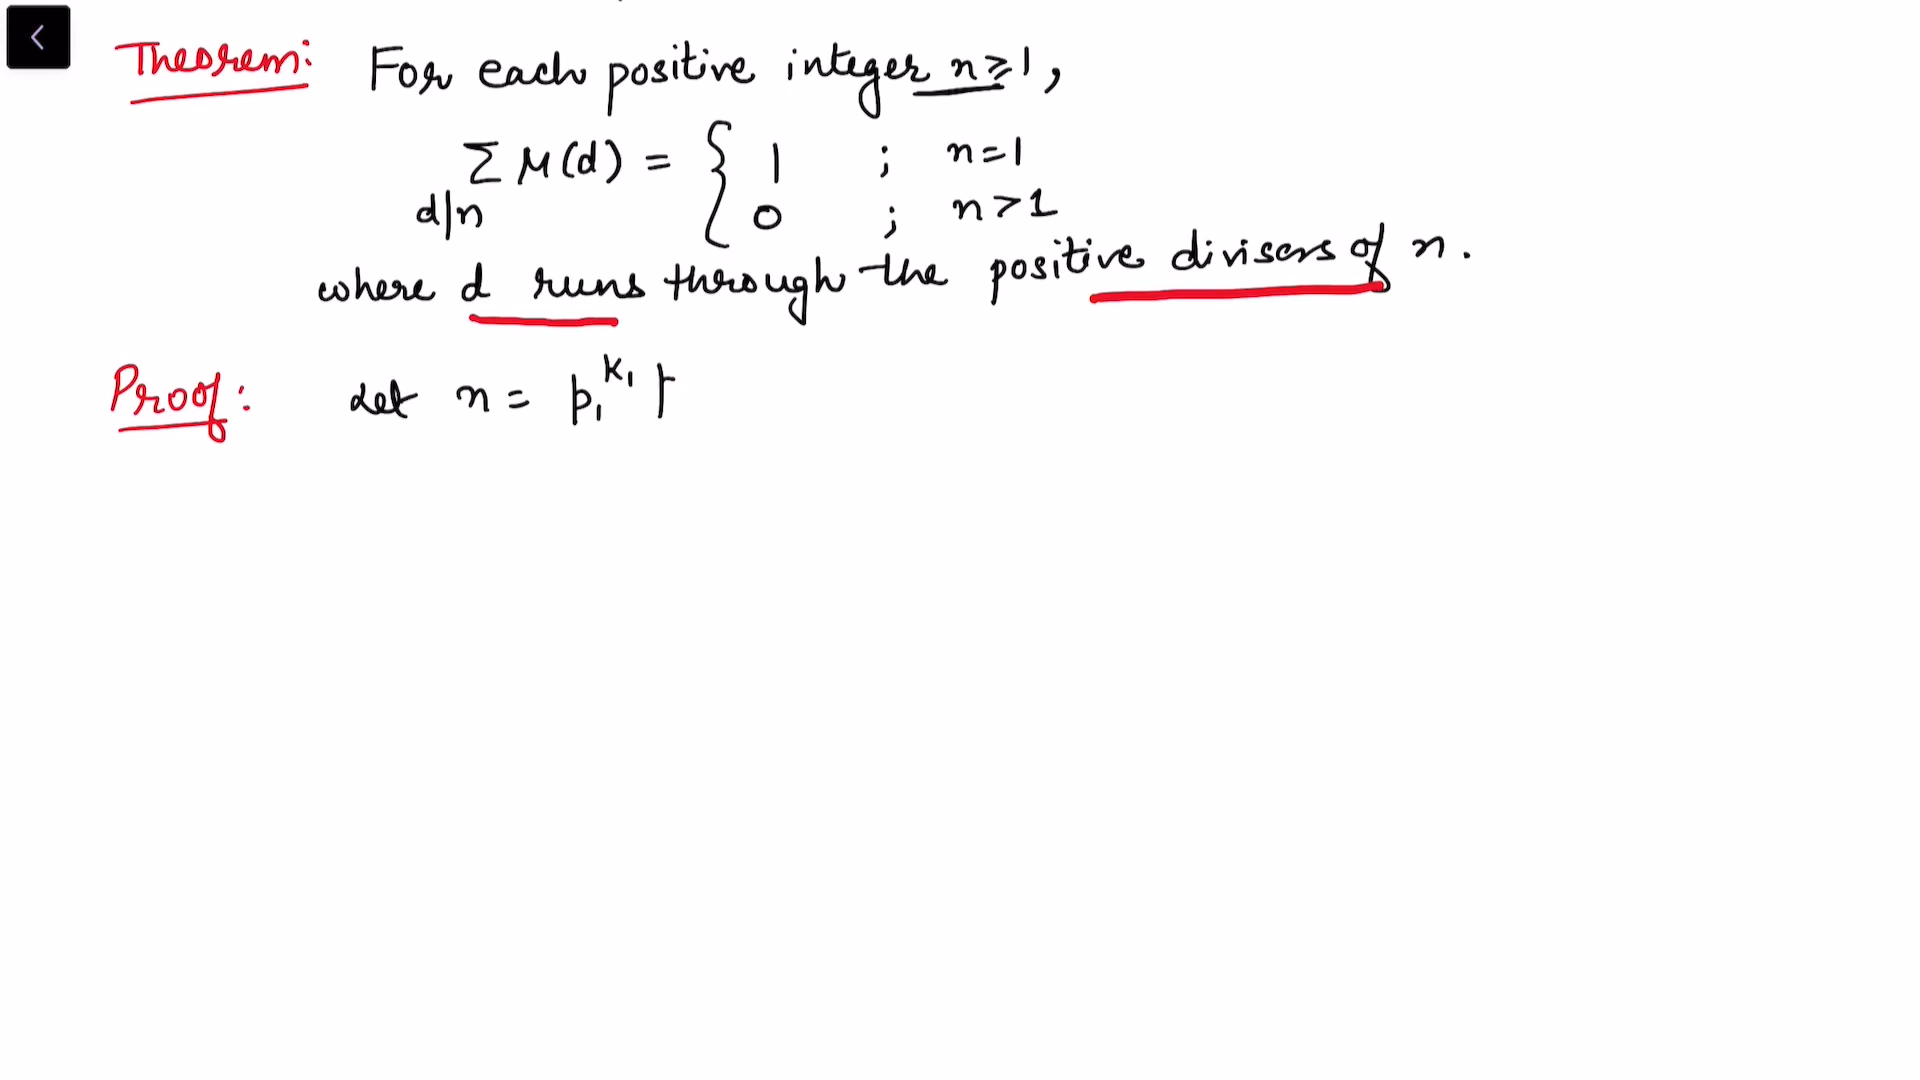 Theorem: For each positive integer n ≥ 1,
Σ μ(d) = { 1 ; n=1
d|n 0 ; n>1
where d runs through the positive divisors of n.
Proof: Let n = p₁^k₁